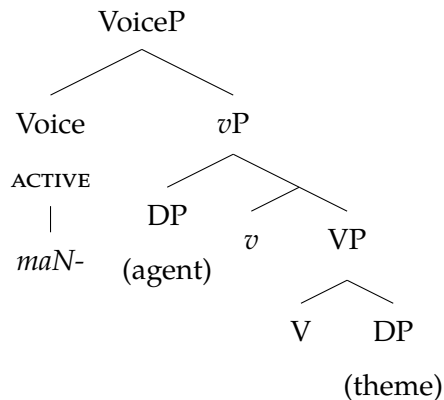 VoiceP
Voice vP
ACTIVE
DP v VP
maN- (agent)
V DP
(theme)